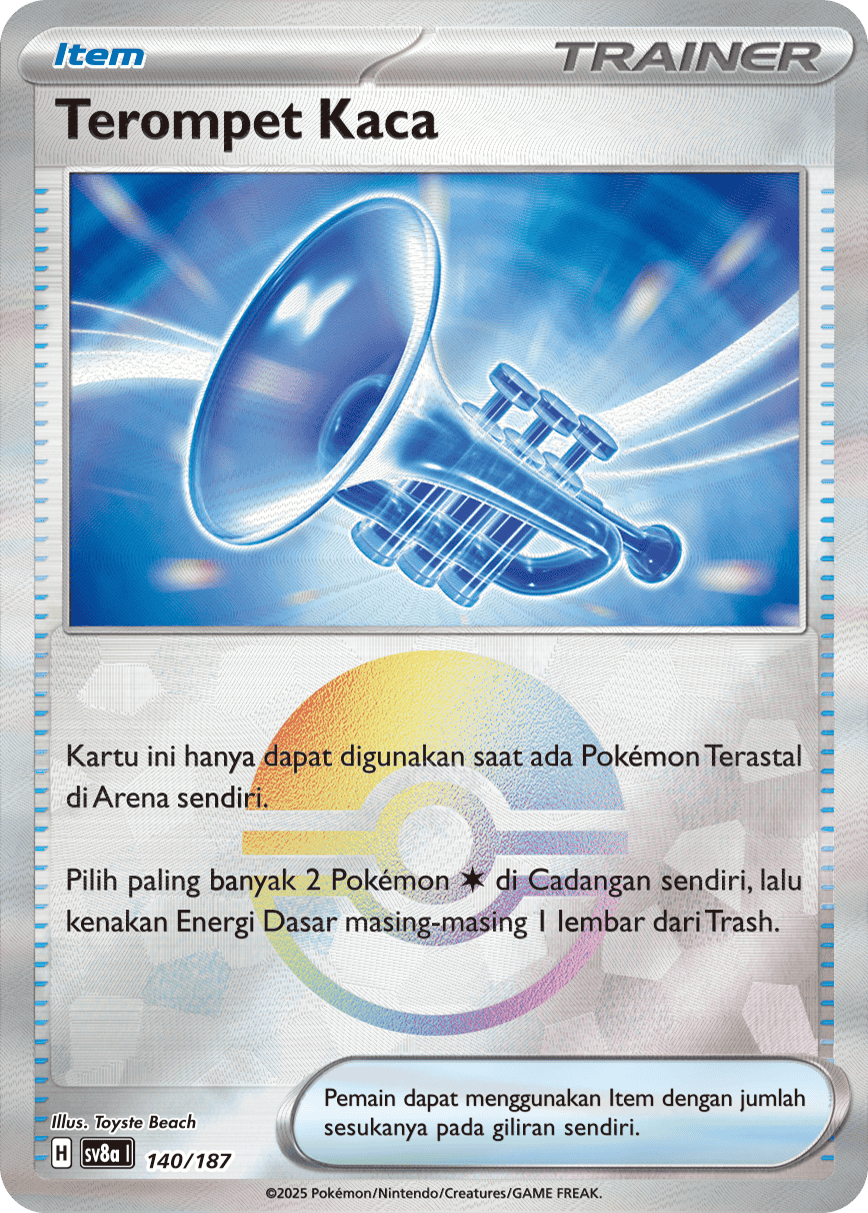 Item
TRAINER
Terompet Kaca
Kartu ini hanya dapat digunakan saat ada Pokémon Terastal
di Arena sendiri.
Pilih paling banyak 2 Pokémon ✶ di Cadangan sendiri, lalu
kenakan Energi Dasar masing-masing 1 lembar dari Trash.
Pemain dapat menggunakan Item dengan jumlah
sesukanya pada giliran sendiri.
Illus. Toyste Beach
H sv8a I 140/187
©2025 Pokémon/Nintendo/Creatures/GAME FREAK.